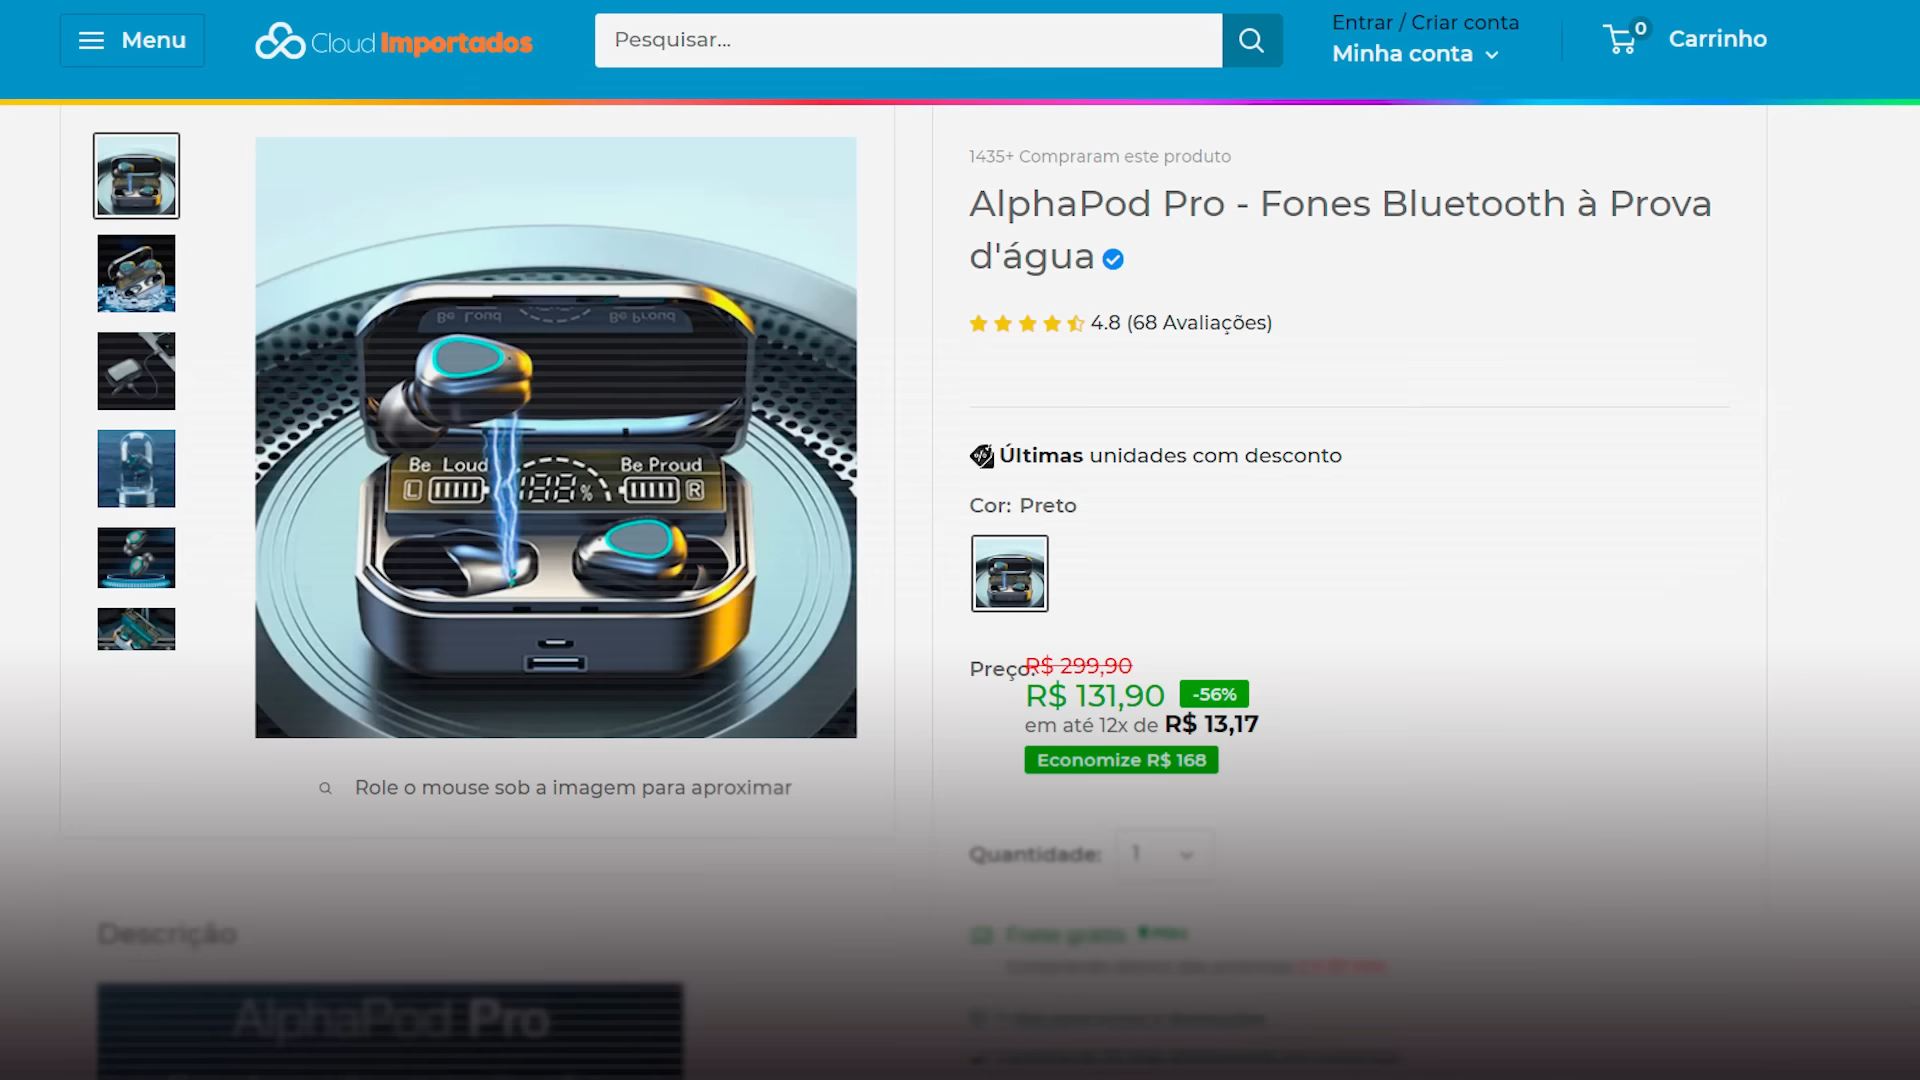 Menu
Cloud Importados
Pesquisar...
Entrar / Criar conta
Minha conta
0
Carrinho
1435+ Compraram este produto
AlphaPod Pro - Fones Bluetooth à Prova
d'água
4.8 (68 Avaliações)
Be Loud Be Proud
Be Loud Be Proud
L 188 % R
Últimas unidades com desconto
Cor: Preto
Preço:
R$ 299,90
R$ 131,90 -56%
em até 12x de R$ 13,17
Economize R$ 168
Role o mouse sob a imagem para aproximar
Quantidade: 1
Descrição
Frete grátis
AlphaPod Pro